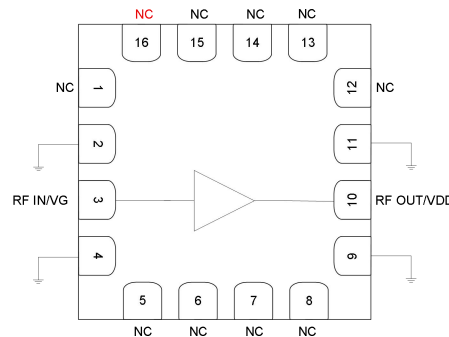 NC NC NC NC
16 15 14 13
NC 1 12 NC
2 11
RF IN/VG 3 10 RF OUT/VDD
4 9
5 6 7 8
NC NC NC NC